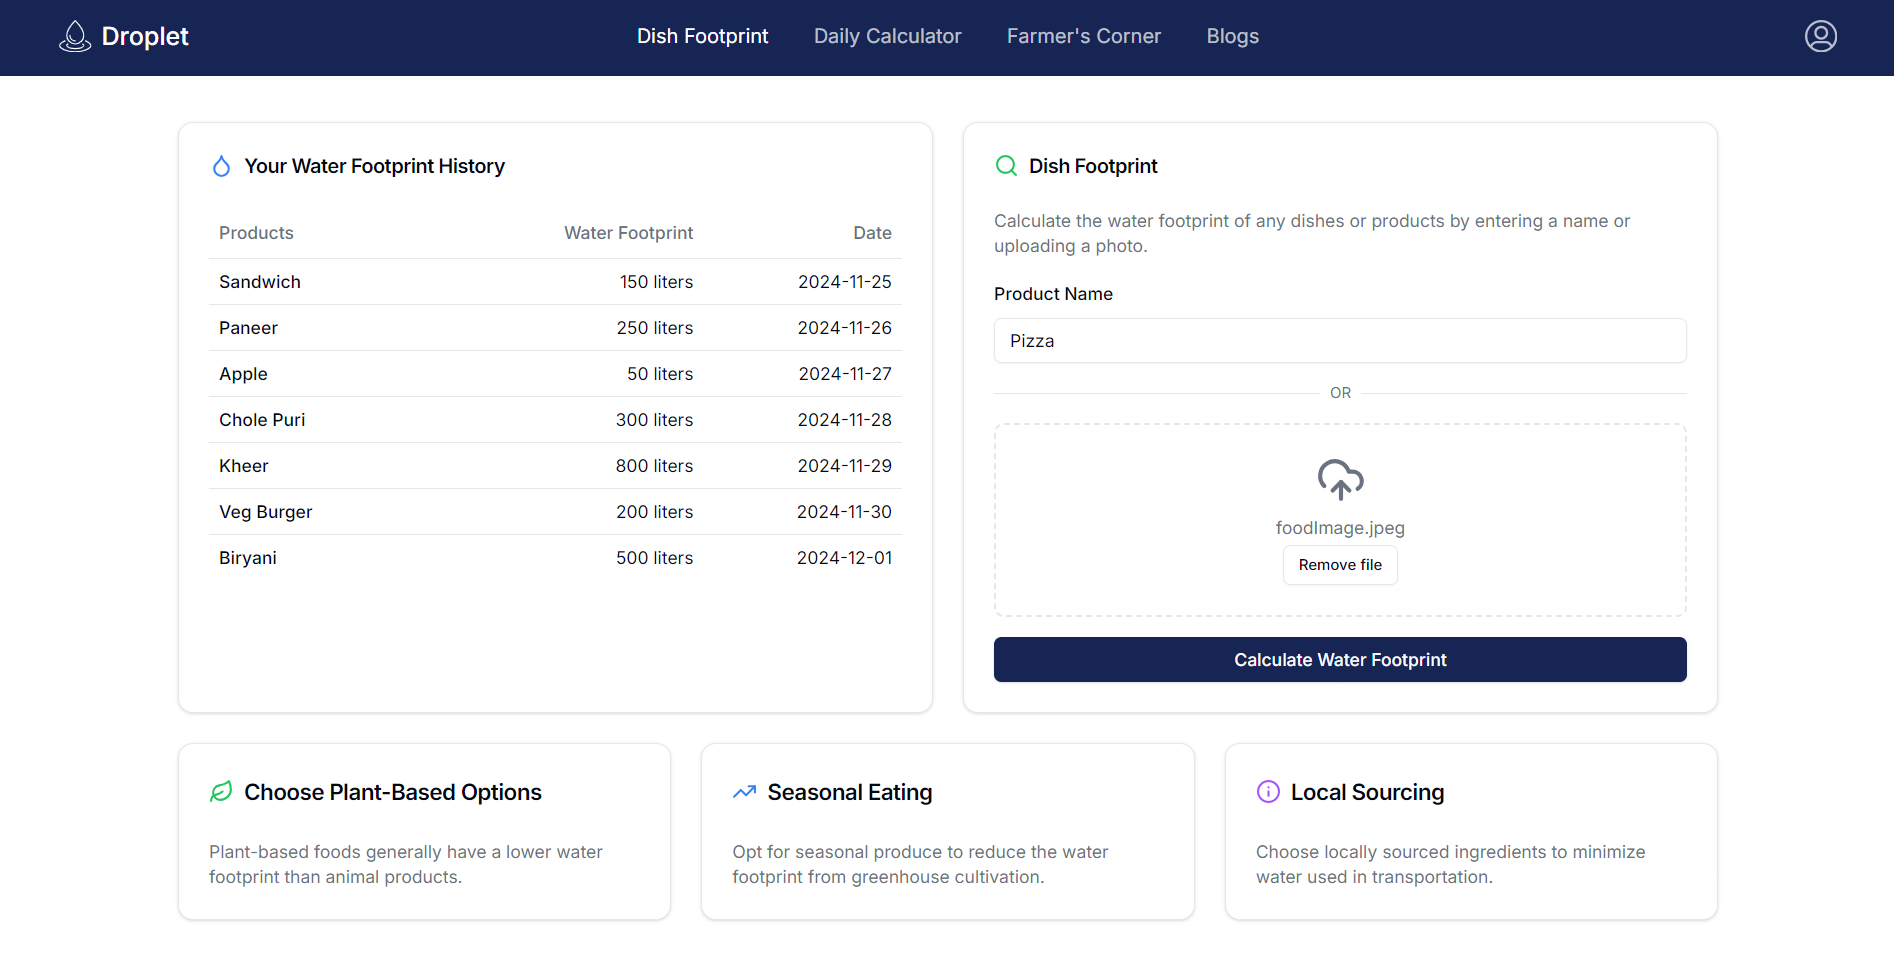 Droplet
Dish Footprint
Daily Calculator
Farmer's Corner
Blogs
Your Water Footprint History
Products Water Footprint Date
Sandwich 150 liters 2024-11-25
Paneer 250 liters 2024-11-26
Apple 50 liters 2024-11-27
Chole Puri 300 liters 2024-11-28
Kheer 800 liters 2024-11-29
Veg Burger 200 liters 2024-11-30
Biryani 500 liters 2024-12-01
Dish Footprint
Calculate the water footprint of any dishes or products by entering a name or
uploading a photo.
Product Name
Pizza
OR
foodImage.jpeg
Remove file
Calculate Water Footprint
Choose Plant-Based Options
Plant-based foods generally have a lower water
footprint than animal products.
Seasonal Eating
Opt for seasonal produce to reduce the water
footprint from greenhouse cultivation.
Local Sourcing
Choose locally sourced ingredients to minimize
water used in transportation.